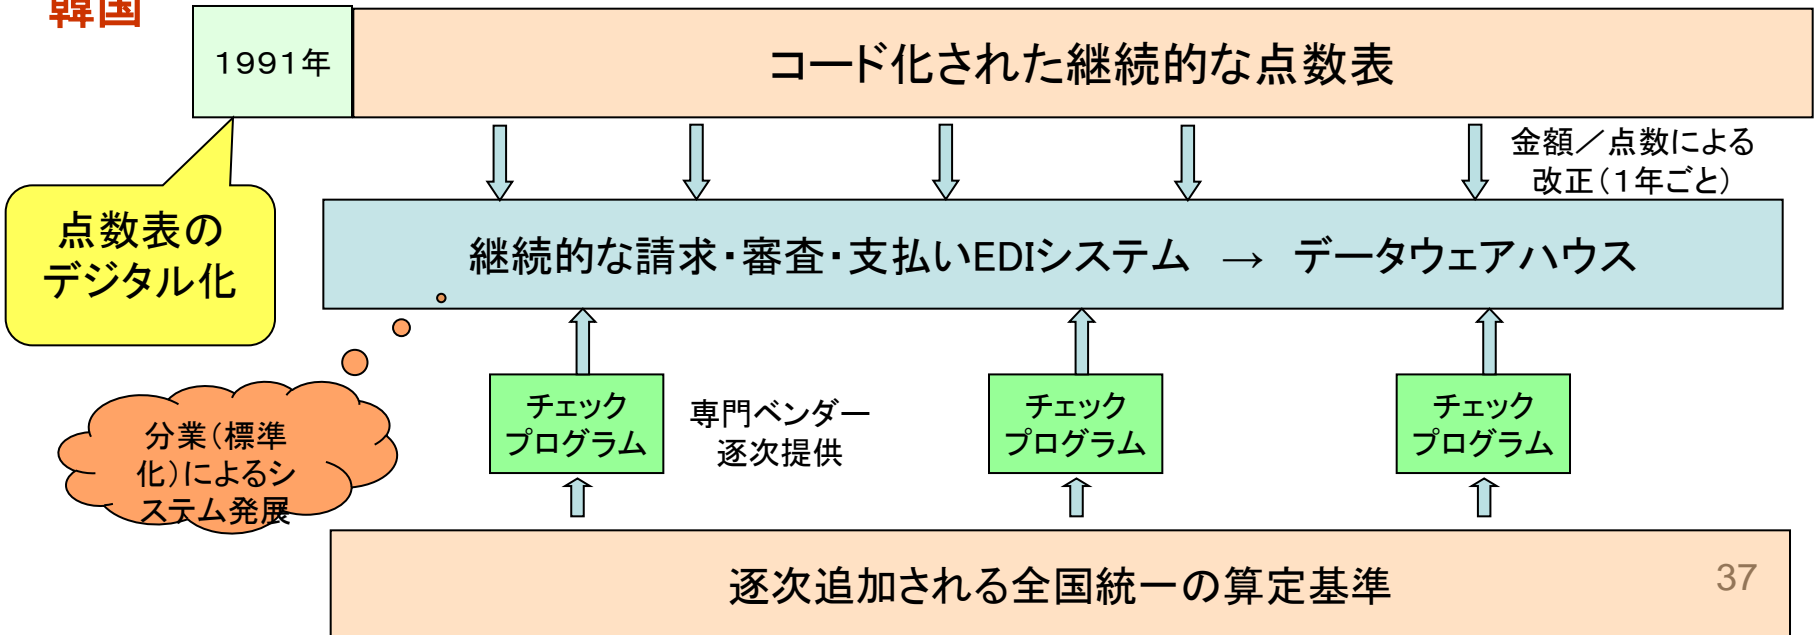 韓国
1991年
コード化された継続的な点数表
金額／点数による
改正（1年ごと）
点数表の
デジタル化
継続的な請求・審査・支払いEDIシステム　→　データウェアハウス
チェック
プログラム
専門ベンダー
逐次提供
チェック
プログラム
チェック
プログラム
分業（標準
化）によるシ
ステム発展
逐次追加される全国統一の算定基準
37